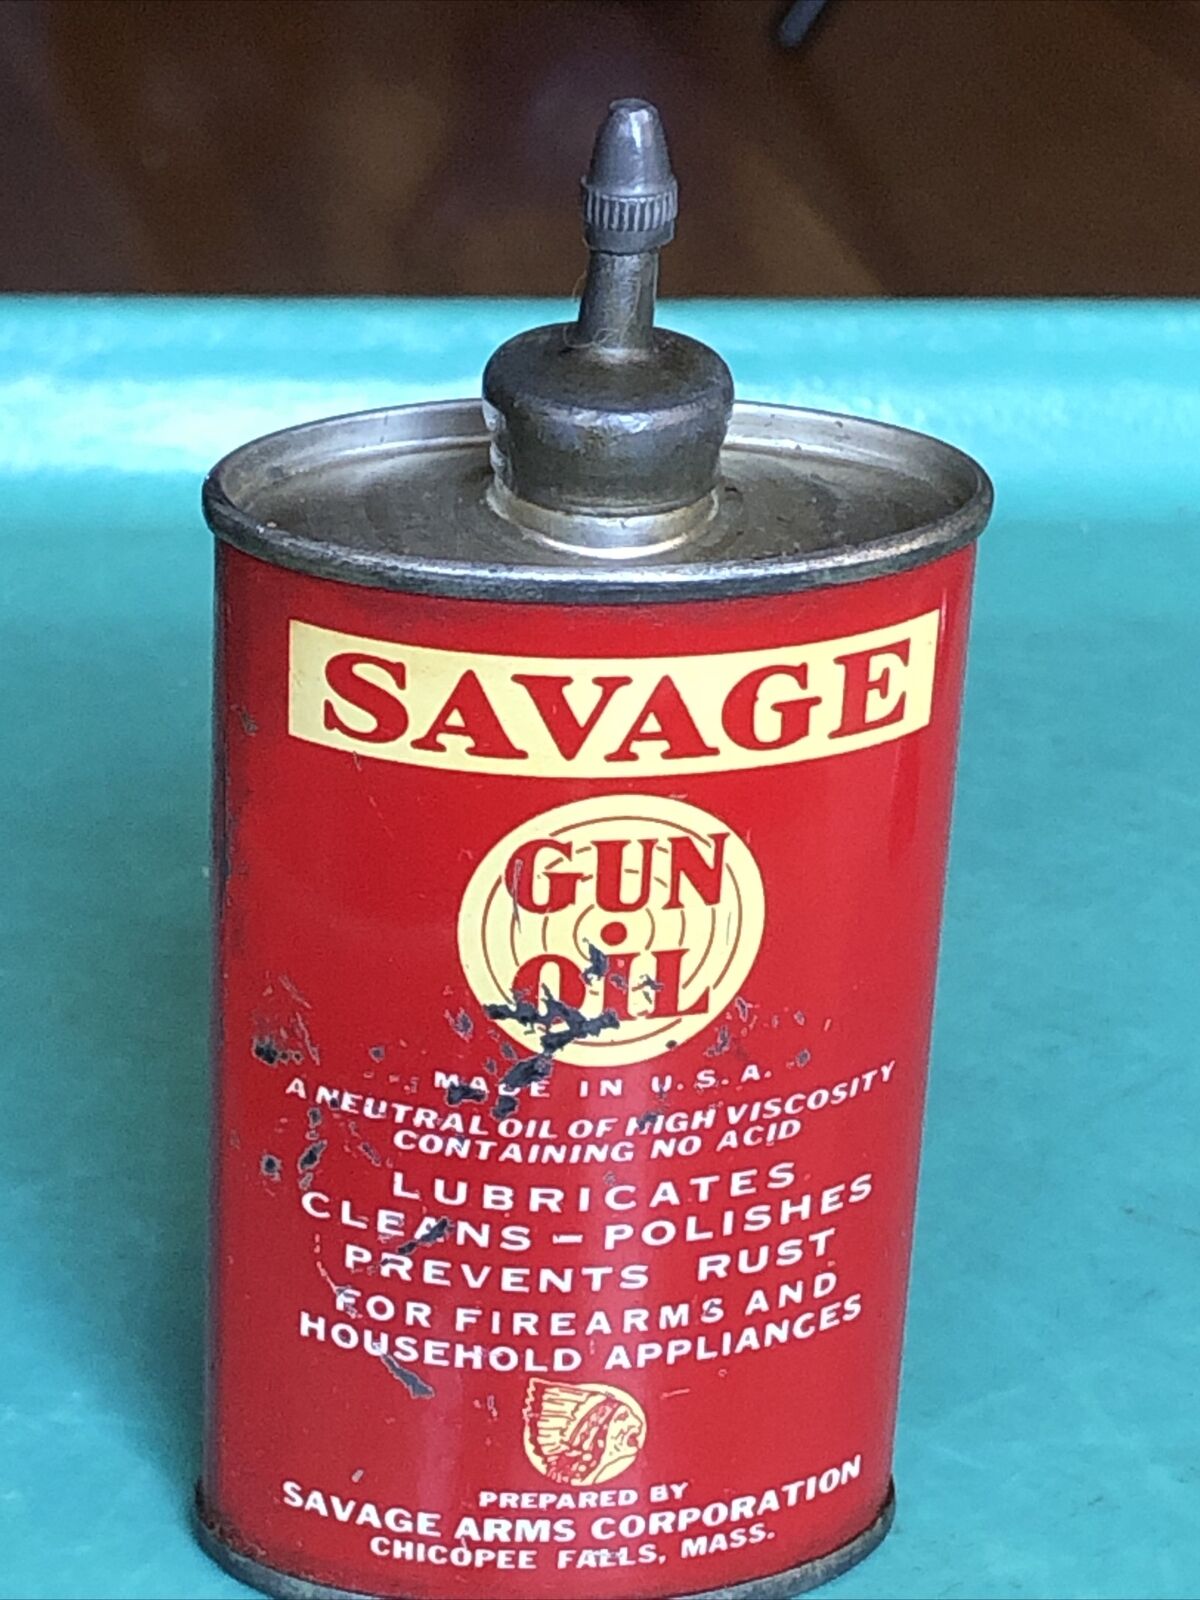 SAVAGE
GUN
OIL
MADE IN U.S.A.
A NEUTRAL OIL OF HIGH VISCOSITY
CONTAINING NO ACID
LUBRICATES
CLEANS – POLISHES
PREVENTS RUST
FOR FIREARMS AND
HOUSEHOLD APPLIANCES
PREPARED BY
SAVAGE ARMS CORPORATION
CHICOPEE FALLS, MASS.